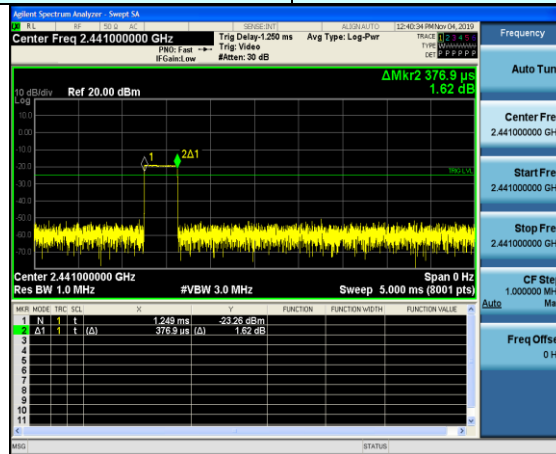 Agilent Spectrum Analyzer - Swept SA
RL RF 50 Ω AC SENSE:INT ALIGN AUTO 12:40:34 PM Nov 04, 2019
Center Freq 2.441000000 GHz
PNO: Fast
IFGain:Low
Trig Delay-1.250 ms
Trig: Video
#Atten: 30 dB
Avg Type: Log-Pwr
TRACE 1 2 3 4 5 6
TYPE
DET P P P P P P
ΔMkr2 376.9 µs
1.62 dB
10 dB/div Ref 20.00 dBm
Log
10.0
0.00
-10.0
-20.0
-30.0
-40.0
-50.0
-60.0
-70.0
1
2Δ1
TRIG LVL
Center 2.441000000 GHz Span 0 Hz
Res BW 1.0 MHz #VBW 3.0 MHz Sweep 5.000 ms (8001 pts)
MKR MODE TRC SCL X Y FUNCTION FUNCTION WIDTH FUNCTION VALUE
1 N 1 t 1.249 ms -23.26 dBm
2 Δ1 1 t (Δ) 376.9 µs (Δ) 1.62 dB
3
4
5
6
7
8
9
10
11
MSG STATUS
Frequency
Auto Tun
Center Fre
2.441000000 GH
Start Fre
2.441000000 GH
Stop Fre
2.441000000 GH
CF Ste
1.000000 MH
Auto Ma
Freq Offse
0 H